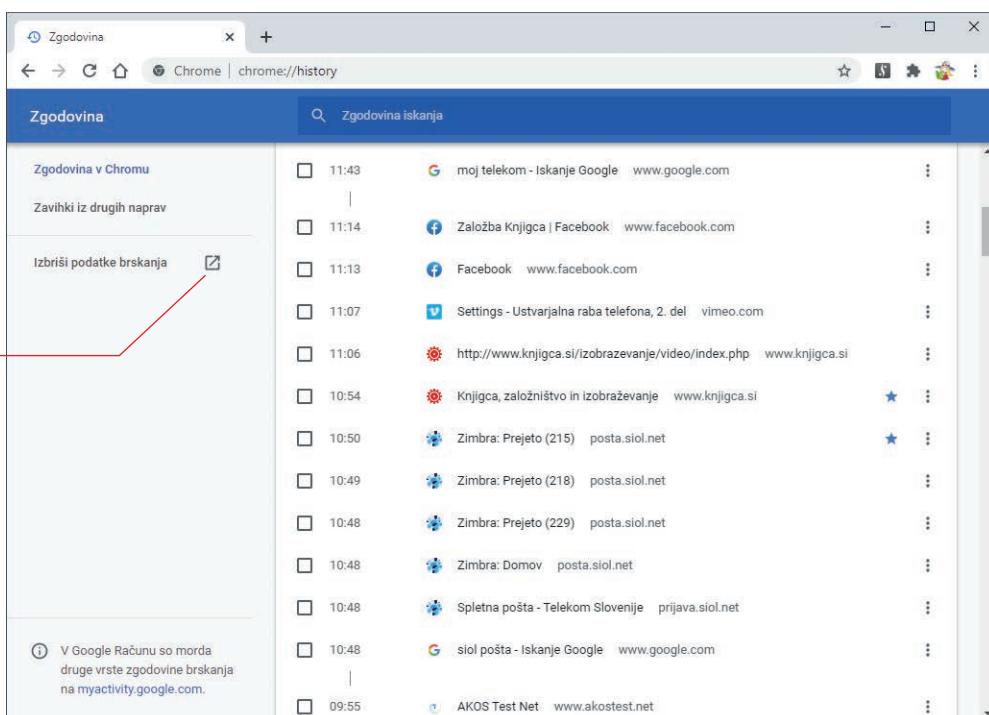 Zgodovina
Chrome | chrome://history
Zgodovina
Zgodovina iskanja
Zgodovina v Chromu
Zavihki iz drugih naprav
Izbriši podatke brskanja
11:43 moj telekom - Iskanje Google www.google.com
11:14 Založba Knjigca | Facebook www.facebook.com
11:13 Facebook www.facebook.com
11:07 Settings - Ustvarjalna raba telefona, 2. del vimeo.com
11:06 http://www.knjigca.si/izobrazevanje/video/index.php www.knjigca.si
10:54 Knjigca, založništvo in izobraževanje www.knjigca.si
10:50 Zimbra: Prejeto (215) posta.siol.net
10:49 Zimbra: Prejeto (218) posta.siol.net
10:48 Zimbra: Prejeto (229) posta.siol.net
10:48 Zimbra: Domov posta.siol.net
10:48 Spletna pošta - Telekom Slovenije prijava.siol.net
10:48 siol pošta - Iskanje Google www.google.com
09:55 AKOS Test Net www.akostest.net
V Google Računu so morda
druge vrste zgodovine brskanja
na myactivity.google.com.